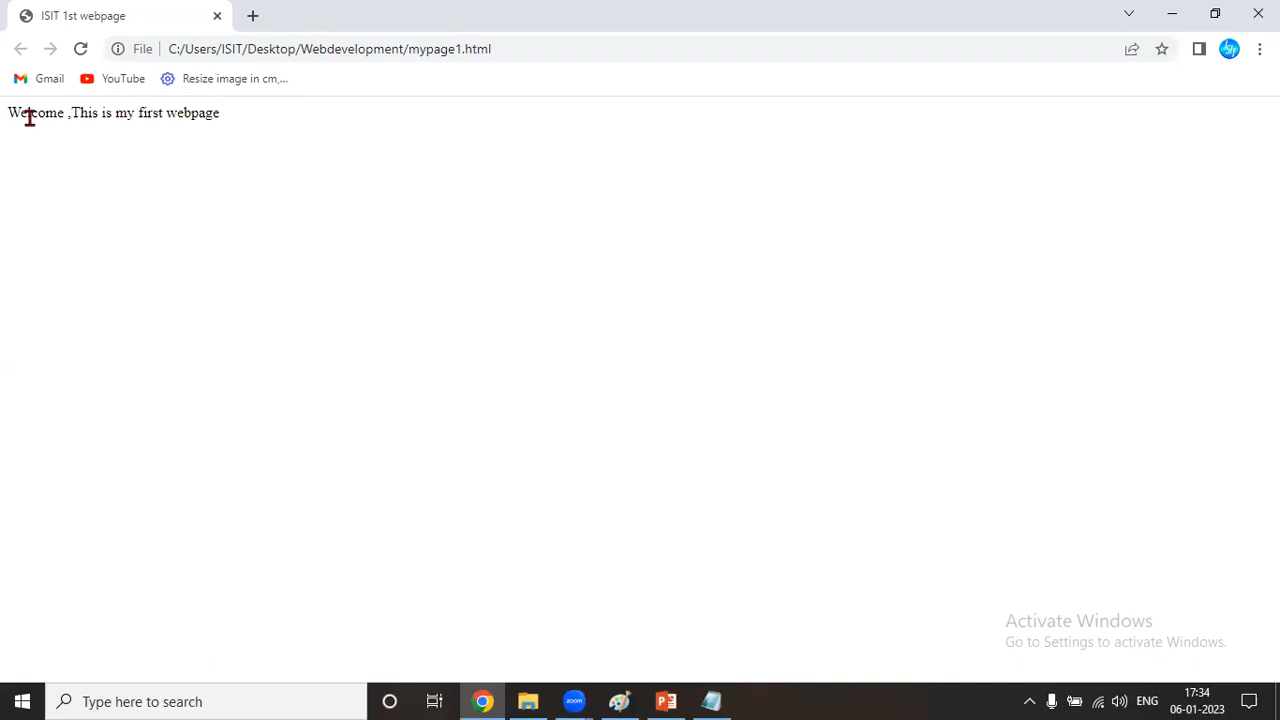 ISIT 1st webpage
File
C:/Users/ISIT/Desktop/Webdevelopment/mypage1.html
Gmail
YouTube
Resize image in cm,...
Welcome ,This is my first webpage
Activate Windows
Go to Settings to activate Windows.
Type here to search
zoom
ENG
17:34
06-01-2023